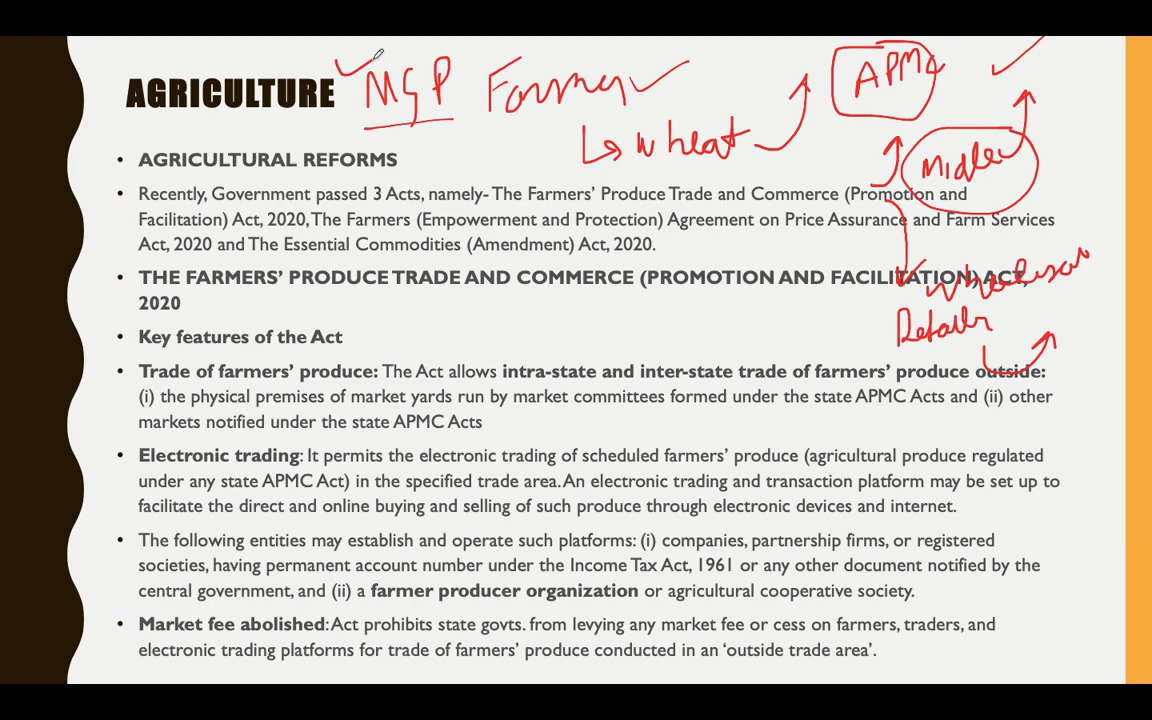 AGRICULTURE
MSP Farmer
APMC
wheat
Midle
AGRICULTURAL REFORMS
Recently, Government passed 3 Acts, namely- The Farmers’ Produce Trade and Commerce (Promotion and
Facilitation) Act, 2020, The Farmers (Empowerment and Protection) Agreement on Price Assurance and Farm Services
Act, 2020 and The Essential Commodities (Amendment) Act, 2020.
THE FARMERS’ PRODUCE TRADE AND COMMERCE (PROMOTION AND FACILITATION) ACT,
2020
Key features of the Act
Trade of farmers’ produce: The Act allows intra-state and inter-state trade of farmers’ produce outside:
(i) the physical premises of market yards run by market committees formed under the state APMC Acts and (ii) other
markets notified under the state APMC Acts
Electronic trading: It permits the electronic trading of scheduled farmers’ produce (agricultural produce regulated
under any state APMC Act) in the specified trade area. An electronic trading and transaction platform may be set up to
facilitate the direct and online buying and selling of such produce through electronic devices and internet.
The following entities may establish and operate such platforms: (i) companies, partnership firms, or registered
societies, having permanent account number under the Income Tax Act, 1961 or any other document notified by the
central government, and (ii) a farmer producer organization or agricultural cooperative society.
Market fee abolished: Act prohibits state govts. from levying any market fee or cess on farmers, traders, and
electronic trading platforms for trade of farmers’ produce conducted in an ‘outside trade area’.